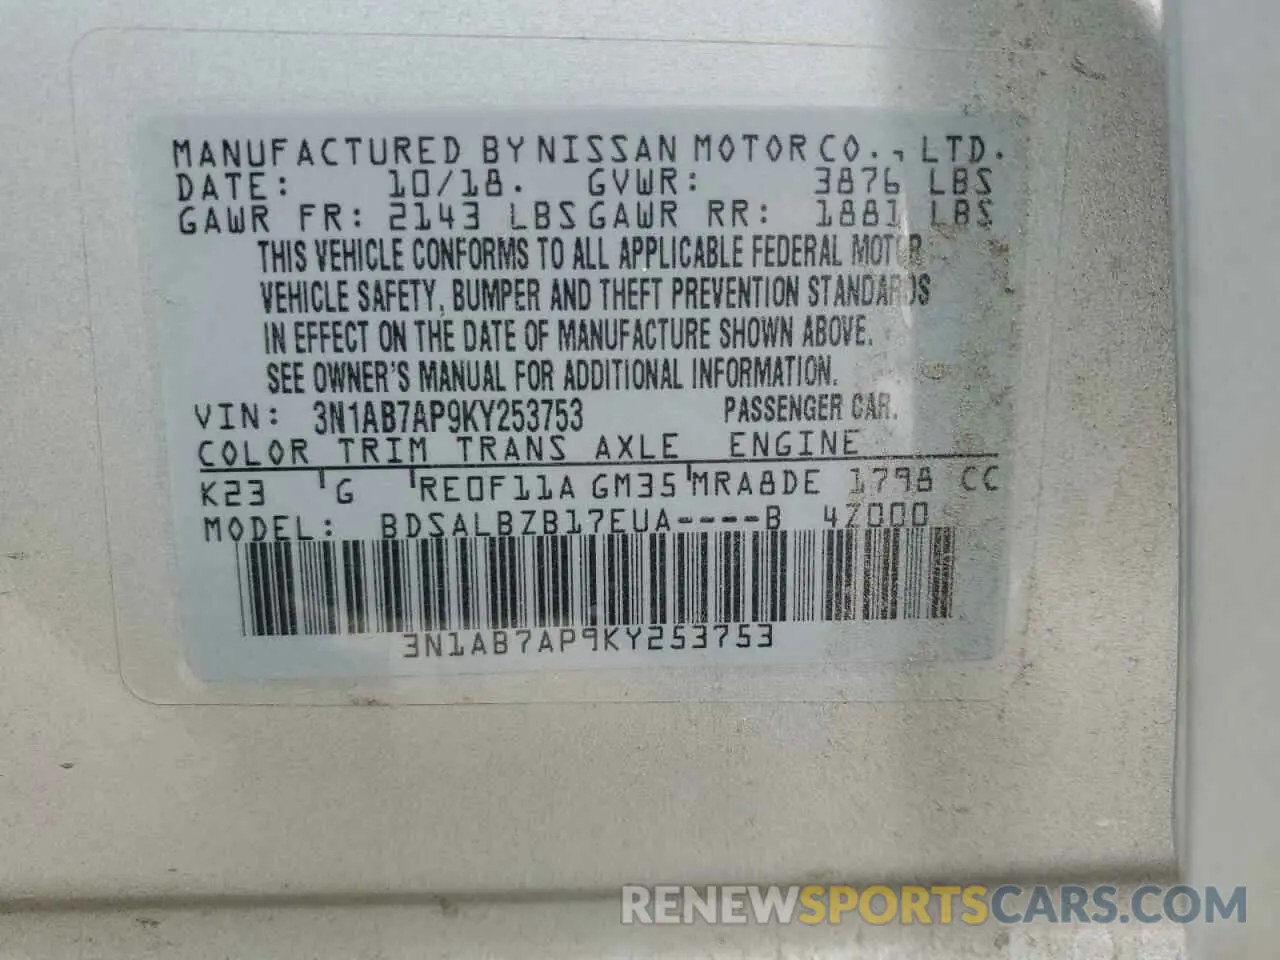 MANUFACTURED BY NISSAN MOTOR CO., LTD.
DATE: 10/18. GVWR: 3876 LBS
GAWR FR: 2143 LBS GAWR RR: 1881 LBS
THIS VEHICLE CONFORMS TO ALL APPLICABLE FEDERAL MOTOR
VEHICLE SAFETY, BUMPER AND THEFT PREVENTION STANDARDS
IN EFFECT ON THE DATE OF MANUFACTURE SHOWN ABOVE.
SEE OWNER'S MANUAL FOR ADDITIONAL INFORMATION.
VIN: 3N1AB7AP9KY253753 PASSENGER CAR.
COLOR TRIM TRANS AXLE ENGINE
K23 G RE0F11A GM35 MRA8DE 1798 CC
MODEL: BDSALBZB17EUA----B 4Z000
3N1AB7AP9KY253753
RENEWSPORTSCARS.COM